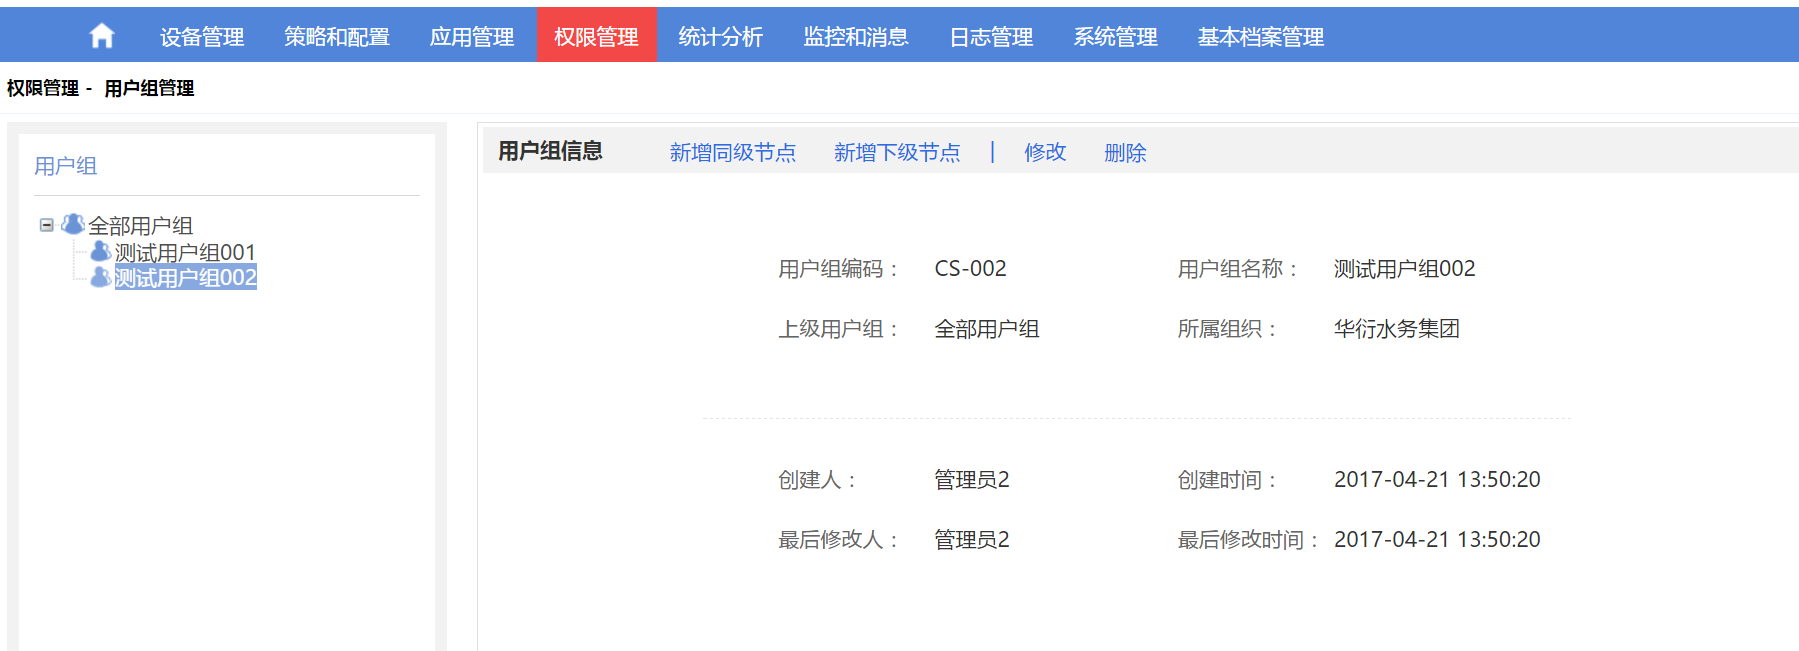 设备管理 策略和配置 应用管理 权限管理 统计分析 监控和消息 日志管理 系统管理 基本档案管理
权限管理 - 用户组管理
用户组
全部用户组
测试用户组001
测试用户组002
用户组信息 新增同级节点 新增下级节点 | 修改 删除
用户组编码： CS-002 用户组名称： 测试用户组002
上级用户组： 全部用户组 所属组织： 华衍水务集团
创建人： 管理员2 创建时间： 2017-04-21 13:50:20
最后修改人： 管理员2 最后修改时间： 2017-04-21 13:50:20